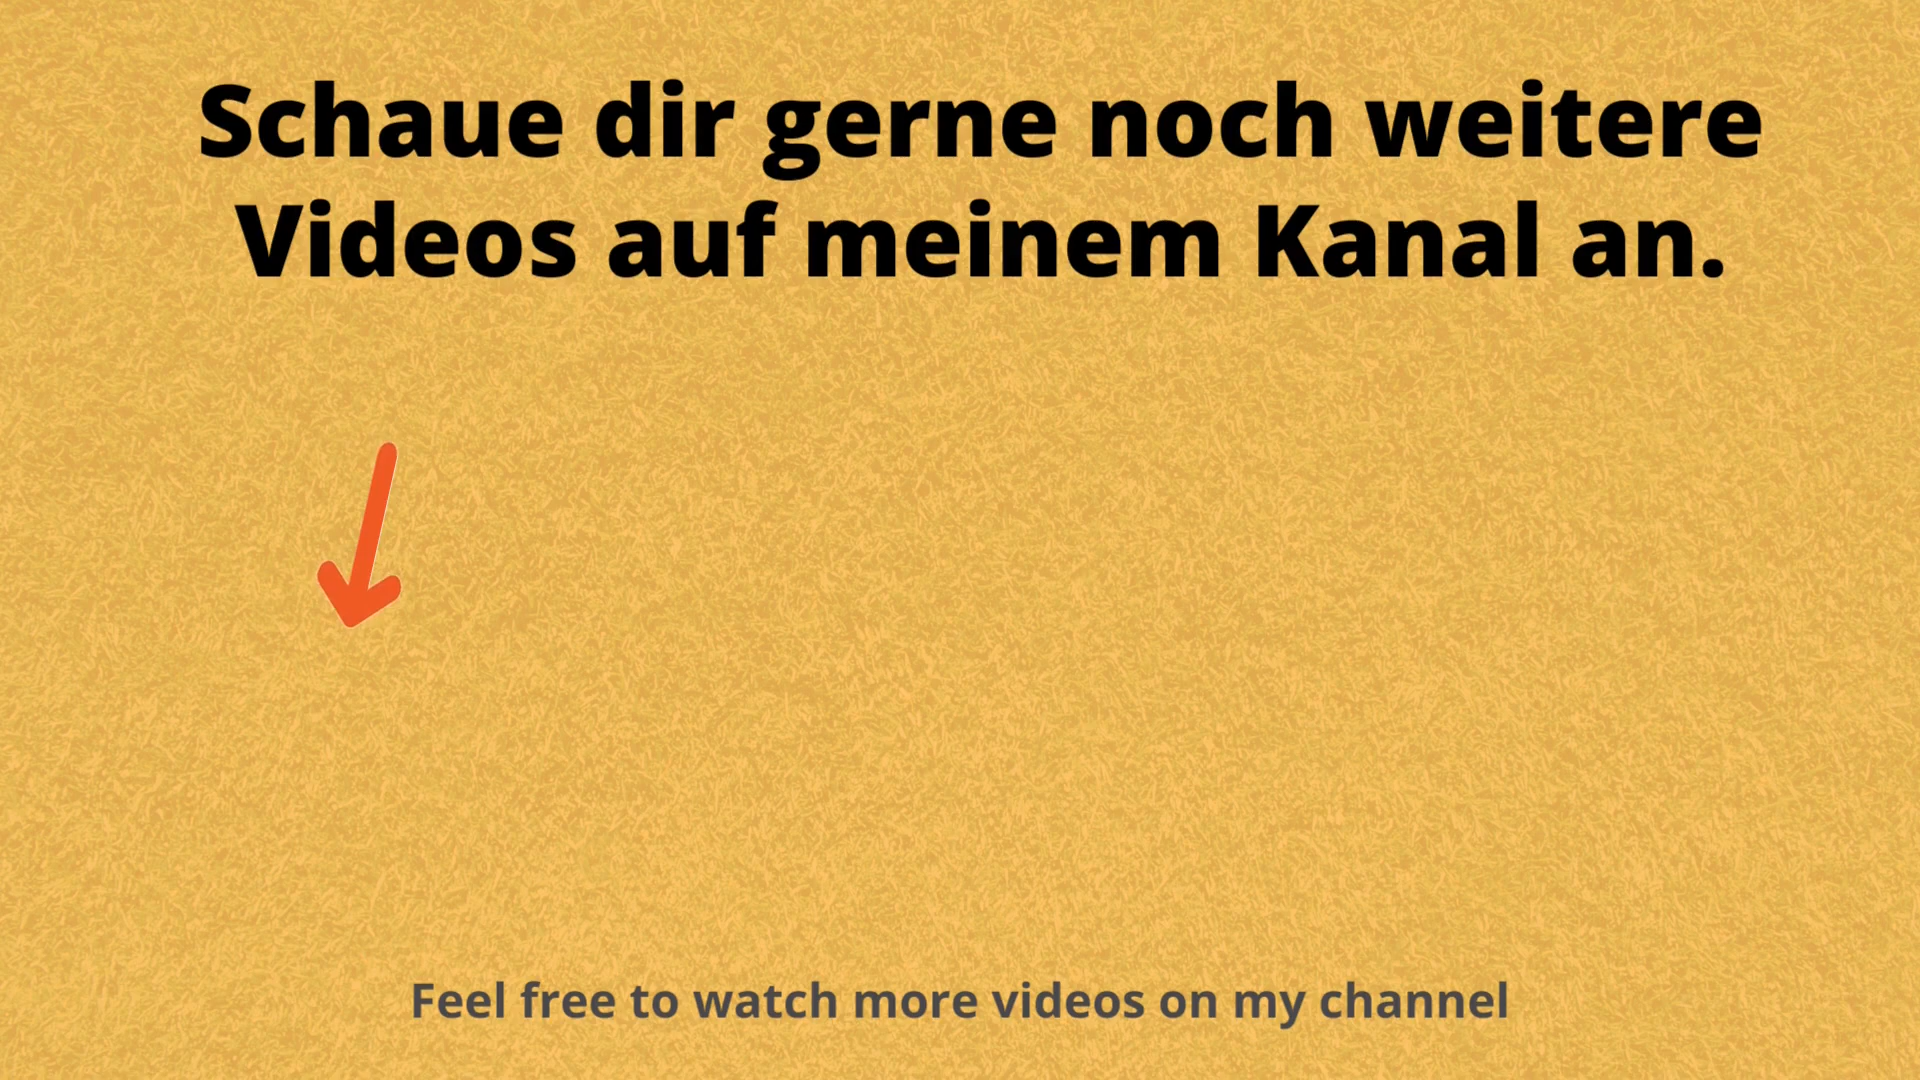 Schaue dir gerne noch weitere
Videos auf meinem Kanal an.
Feel free to watch more videos on my channel